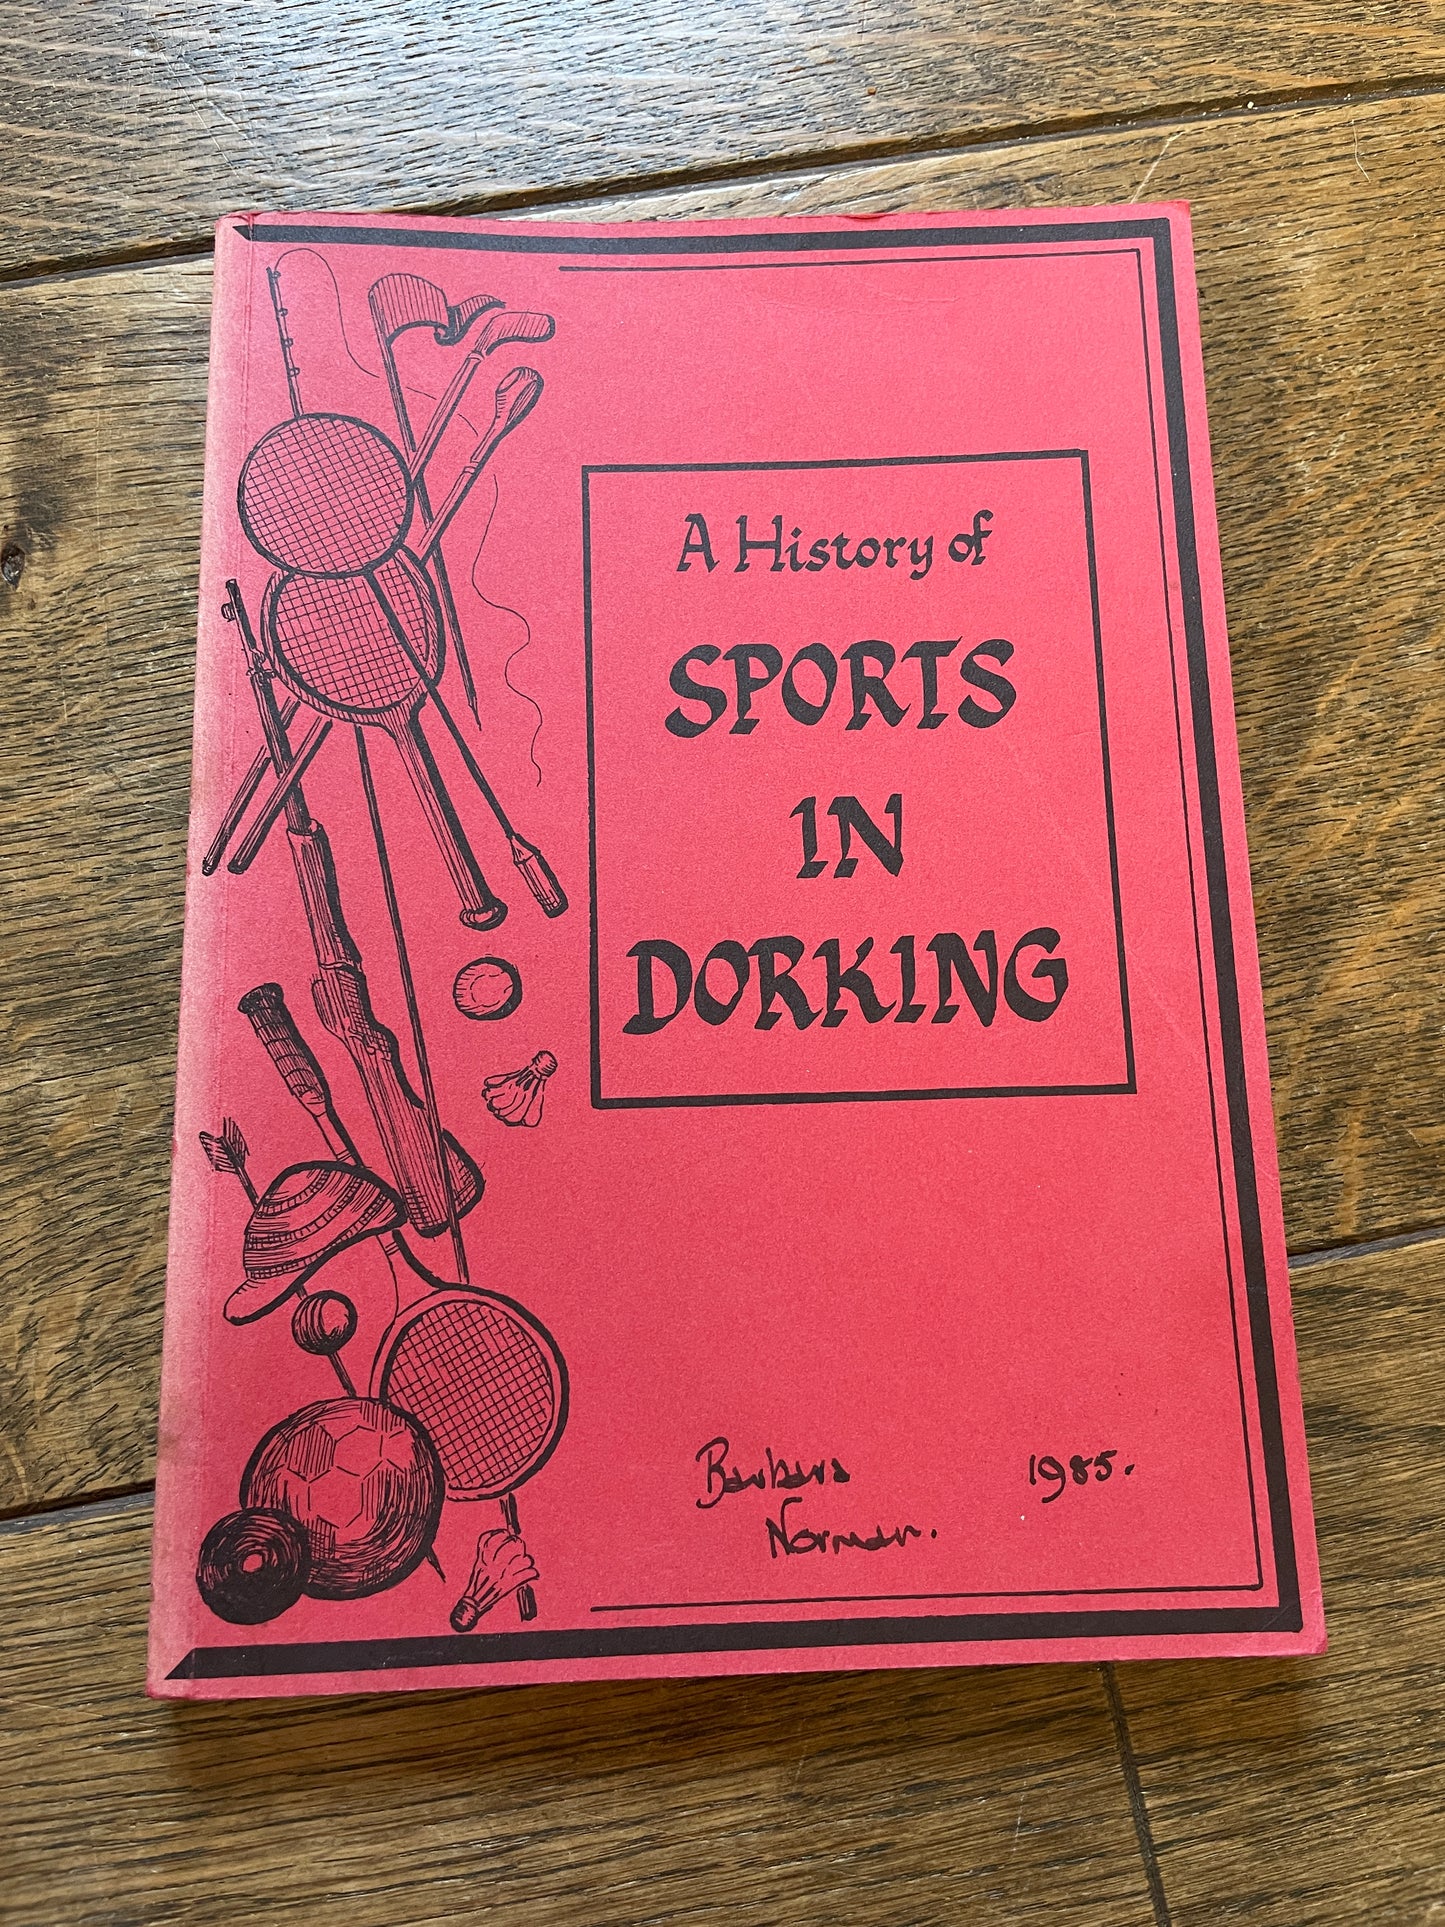 A History of
SPORTS
IN
DORKING
Barbara 1985.
Norman.